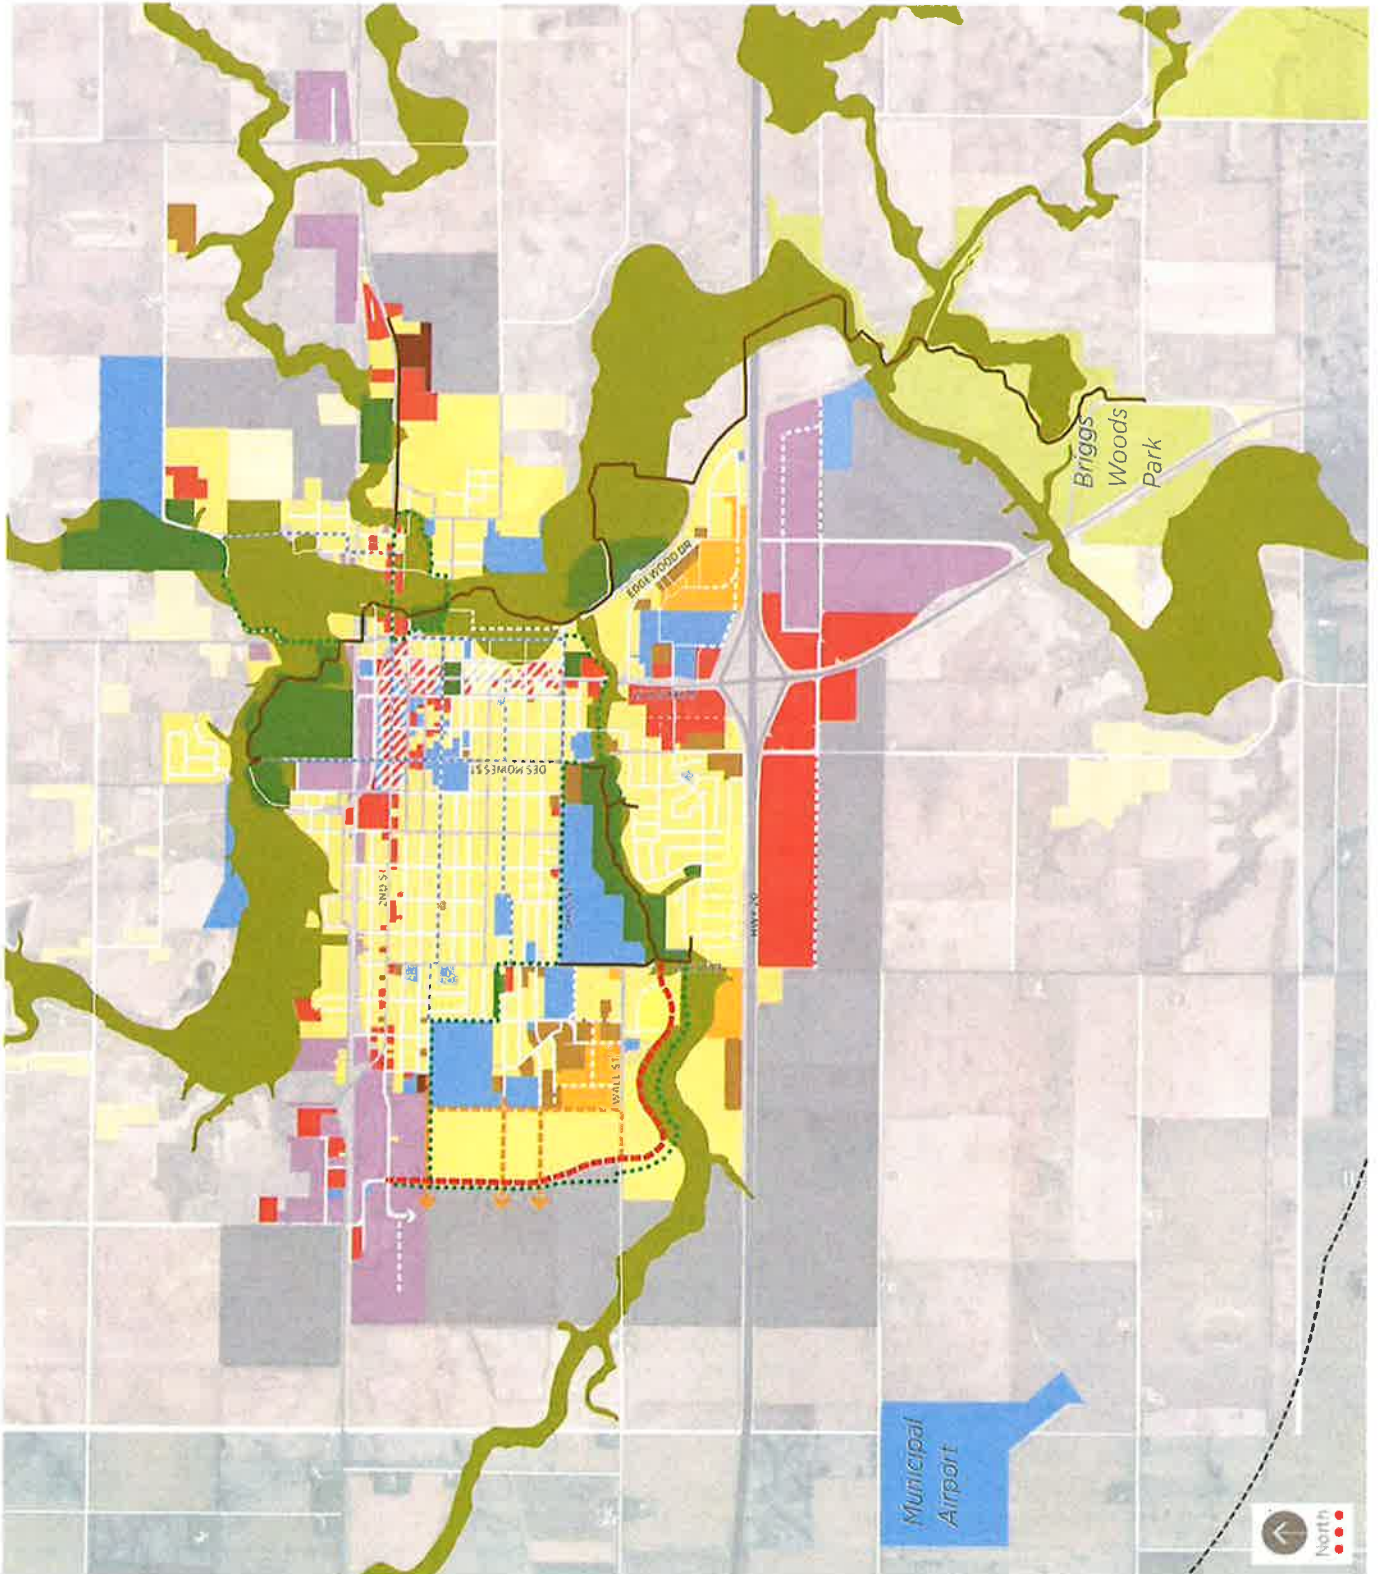 EDGEWOOD DR
DES MOINES ST
2ND ST
HWY 20
WALL ST
Briggs
Woods
Park
Municipal
Airport
North